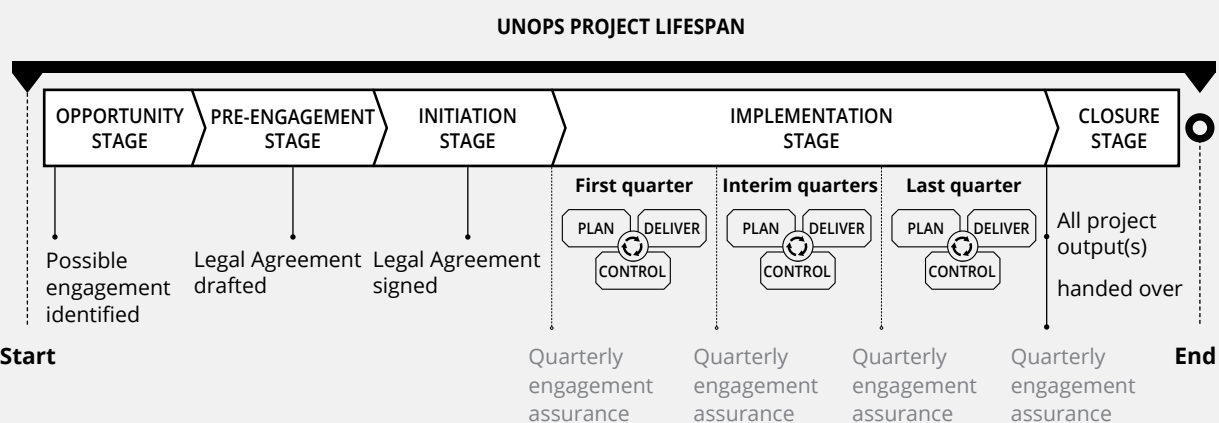 UNOPS PROJECT LIFESPAN
OPPORTUNITY
STAGE
PRE-ENGAGEMENT
STAGE
INITIATION
STAGE
IMPLEMENTATION
STAGE
CLOSURE
STAGE
First quarter
Interim quarters
Last quarter
PLAN
DELIVER
CONTROL
PLAN
DELIVER
CONTROL
PLAN
DELIVER
CONTROL
Possible
engagement
identified
Legal Agreement
drafted
Legal Agreement
signed
All project
output(s)
handed over
Start
Quarterly
engagement
assurance
Quarterly
engagement
assurance
Quarterly
engagement
assurance
Quarterly
engagement
assurance
End